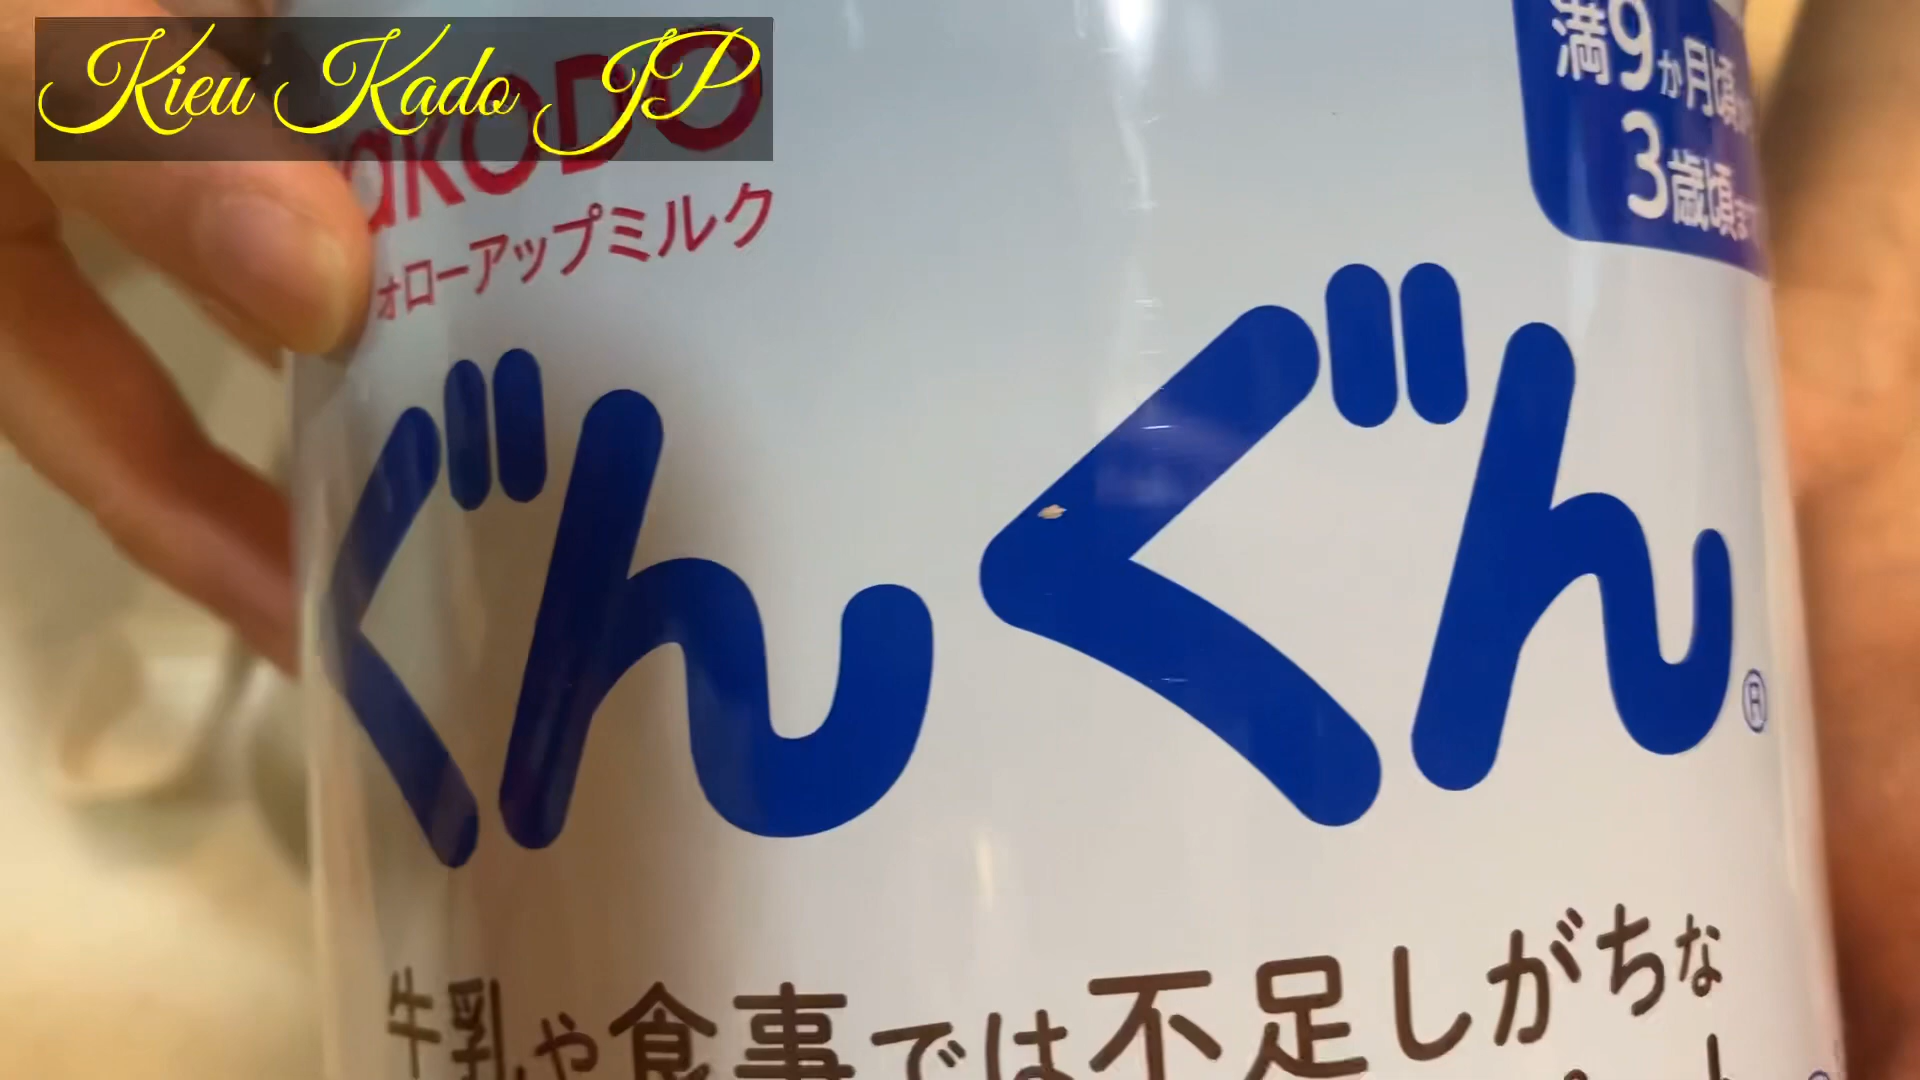 Kieu Kado JP
akODO
ォローアップミルク
満9か月頃
3歳頃ま
ぐんぐん®
牛乳や食事では不足しがちな